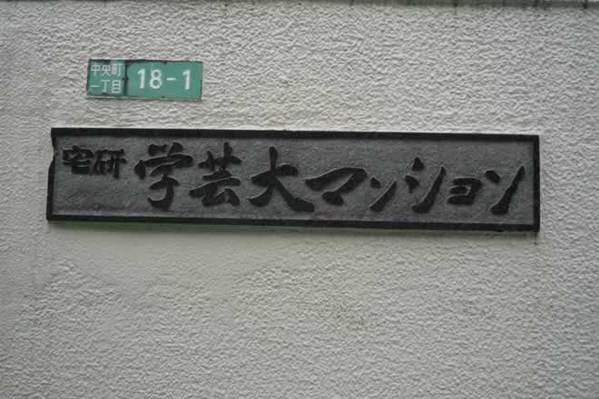 中央町
一丁目
18-1
宅研 学芸大マンション